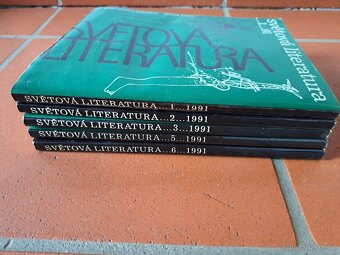 SVĚTOVÁ
LITERATURA
Světová literatura
SVĚTOVÁ LITERATURA...1...1991
SVĚTOVÁ LITERATURA...2...1991
SVĚTOVÁ LITERATURA...3...1991
SVĚTOVÁ LITERATURA...5...1991
SVĚTOVÁ LITERATURA...6...1991